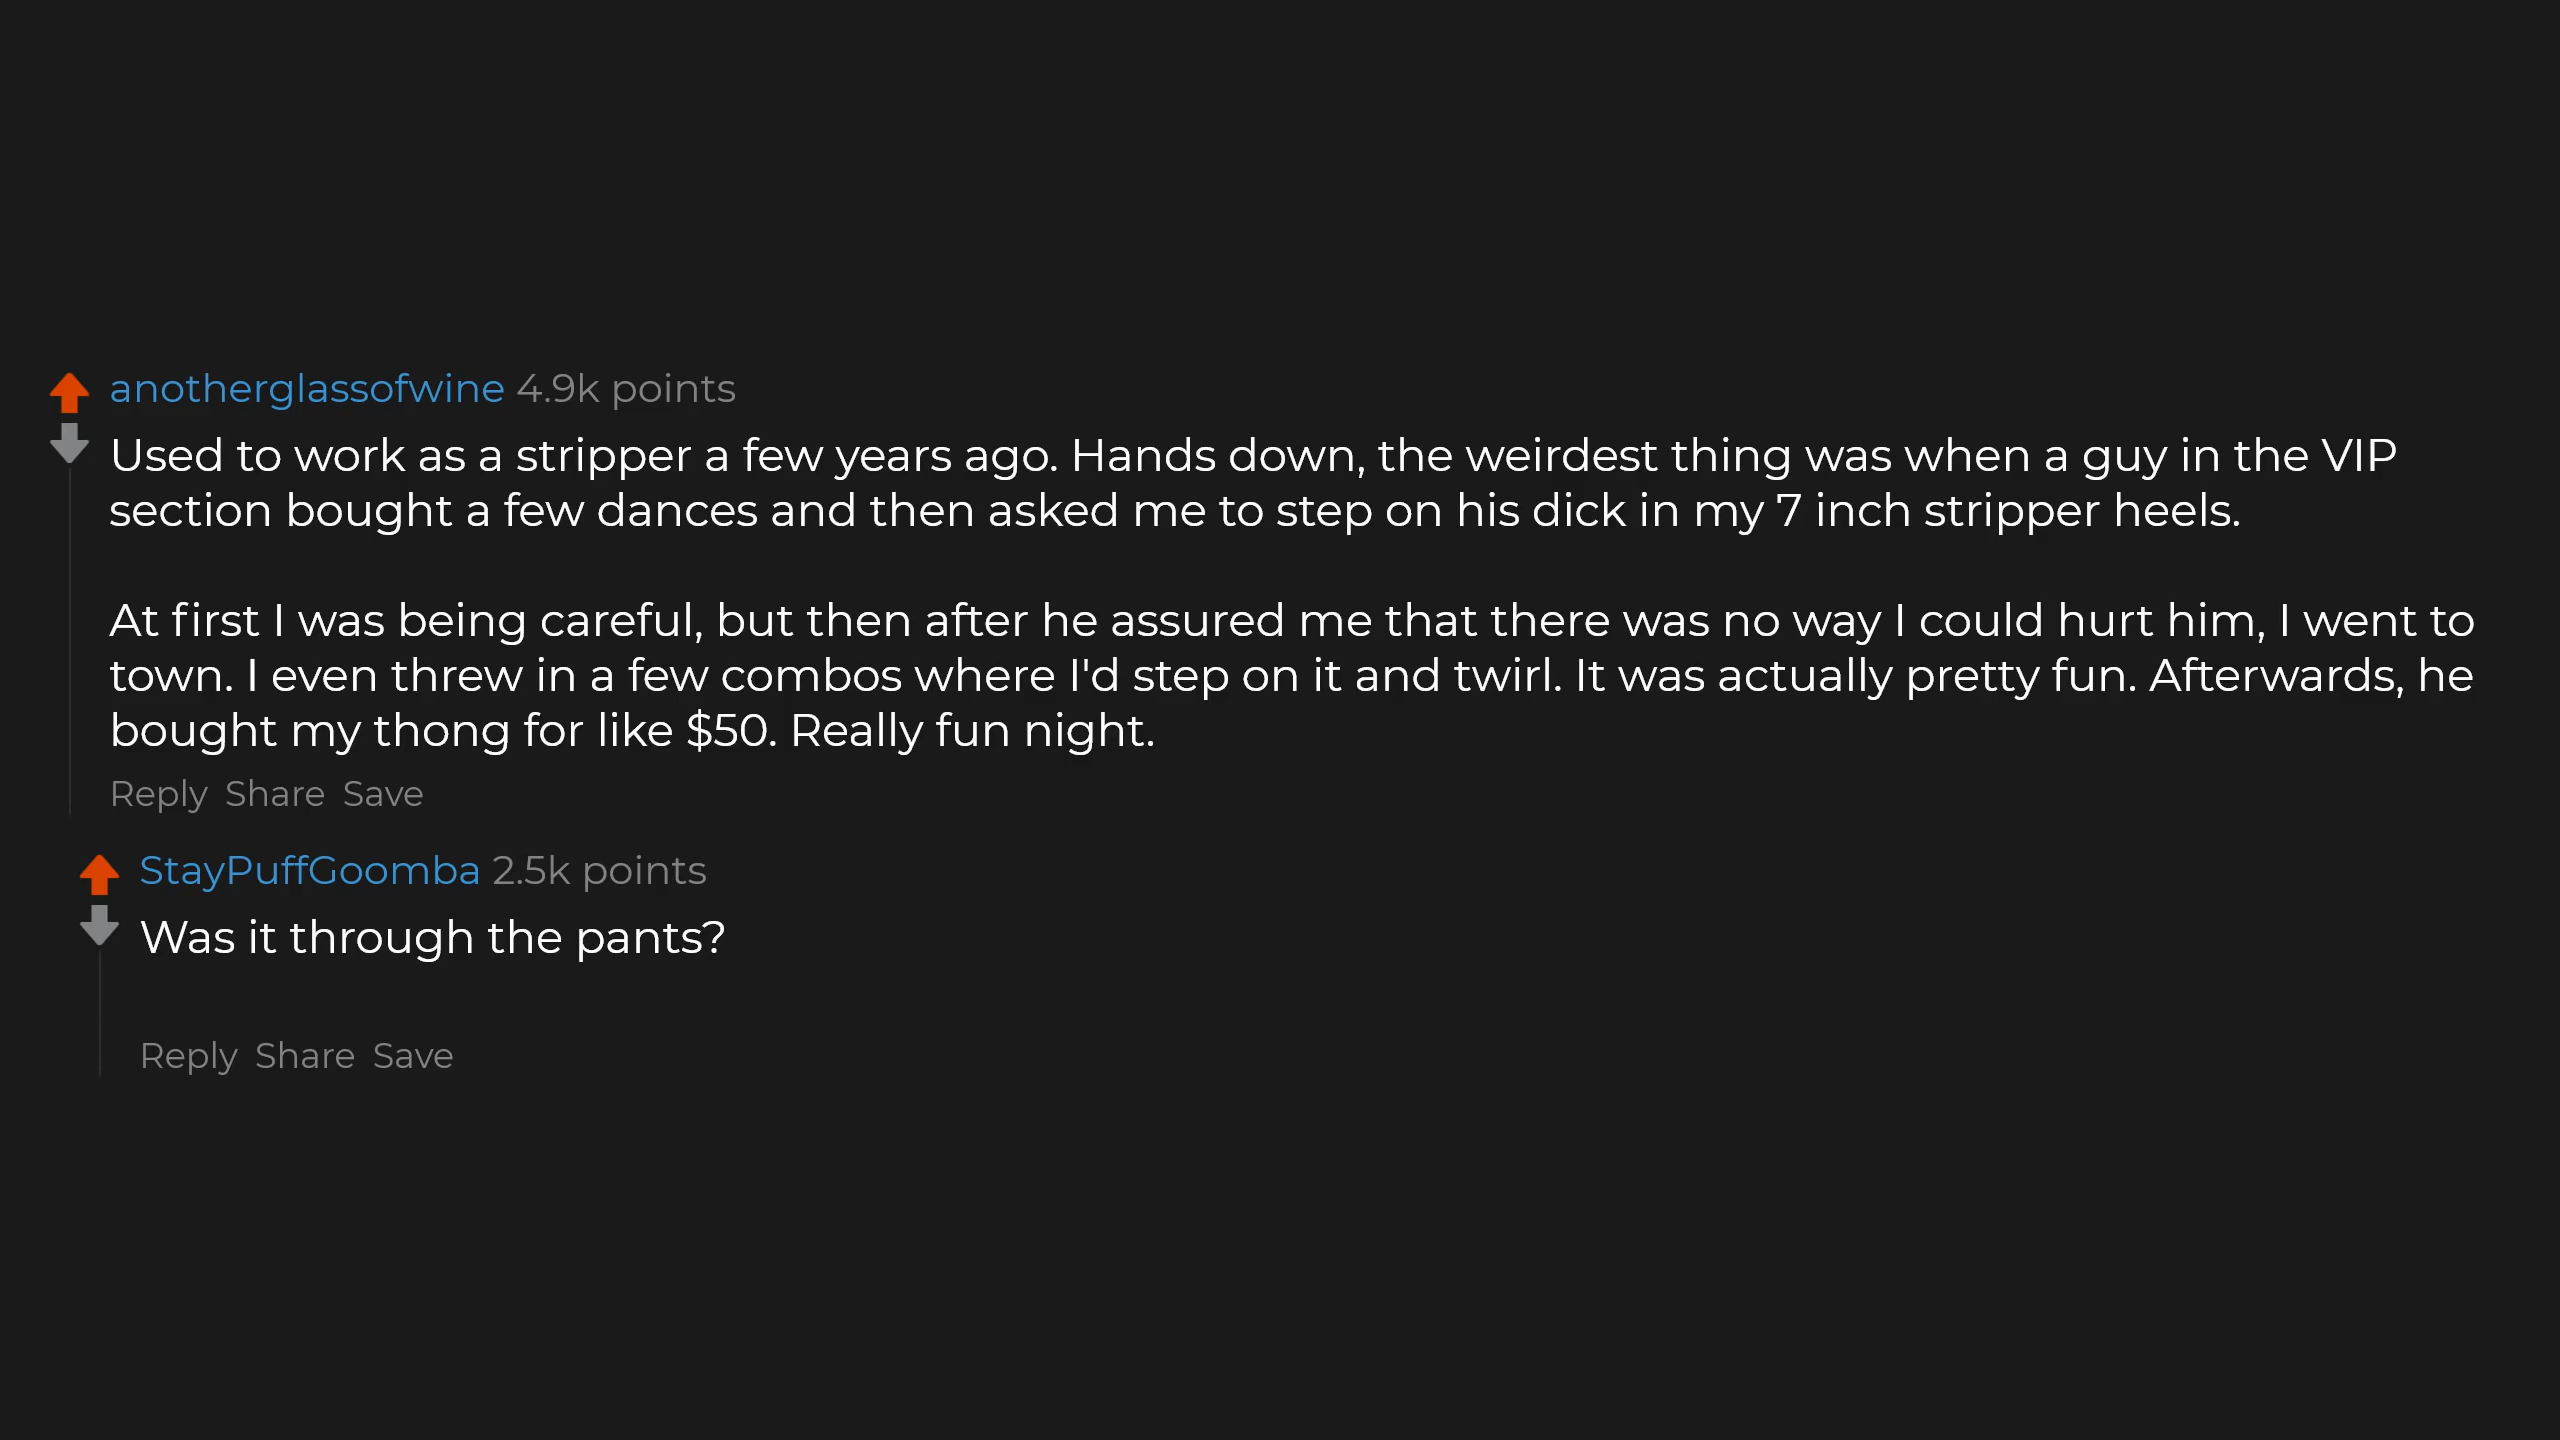 anotherglassofwine 4.9k points
Used to work as a stripper a few years ago. Hands down, the weirdest thing was when a guy in the VIP
section bought a few dances and then asked me to step on his dick in my 7 inch stripper heels.
At first I was being careful, but then after he assured me that there was no way I could hurt him, I went to
town. I even threw in a few combos where I'd step on it and twirl. It was actually pretty fun. Afterwards, he
bought my thong for like $50. Really fun night.
Reply Share Save
StayPuffGoomba 2.5k points
Was it through the pants?
Reply Share Save